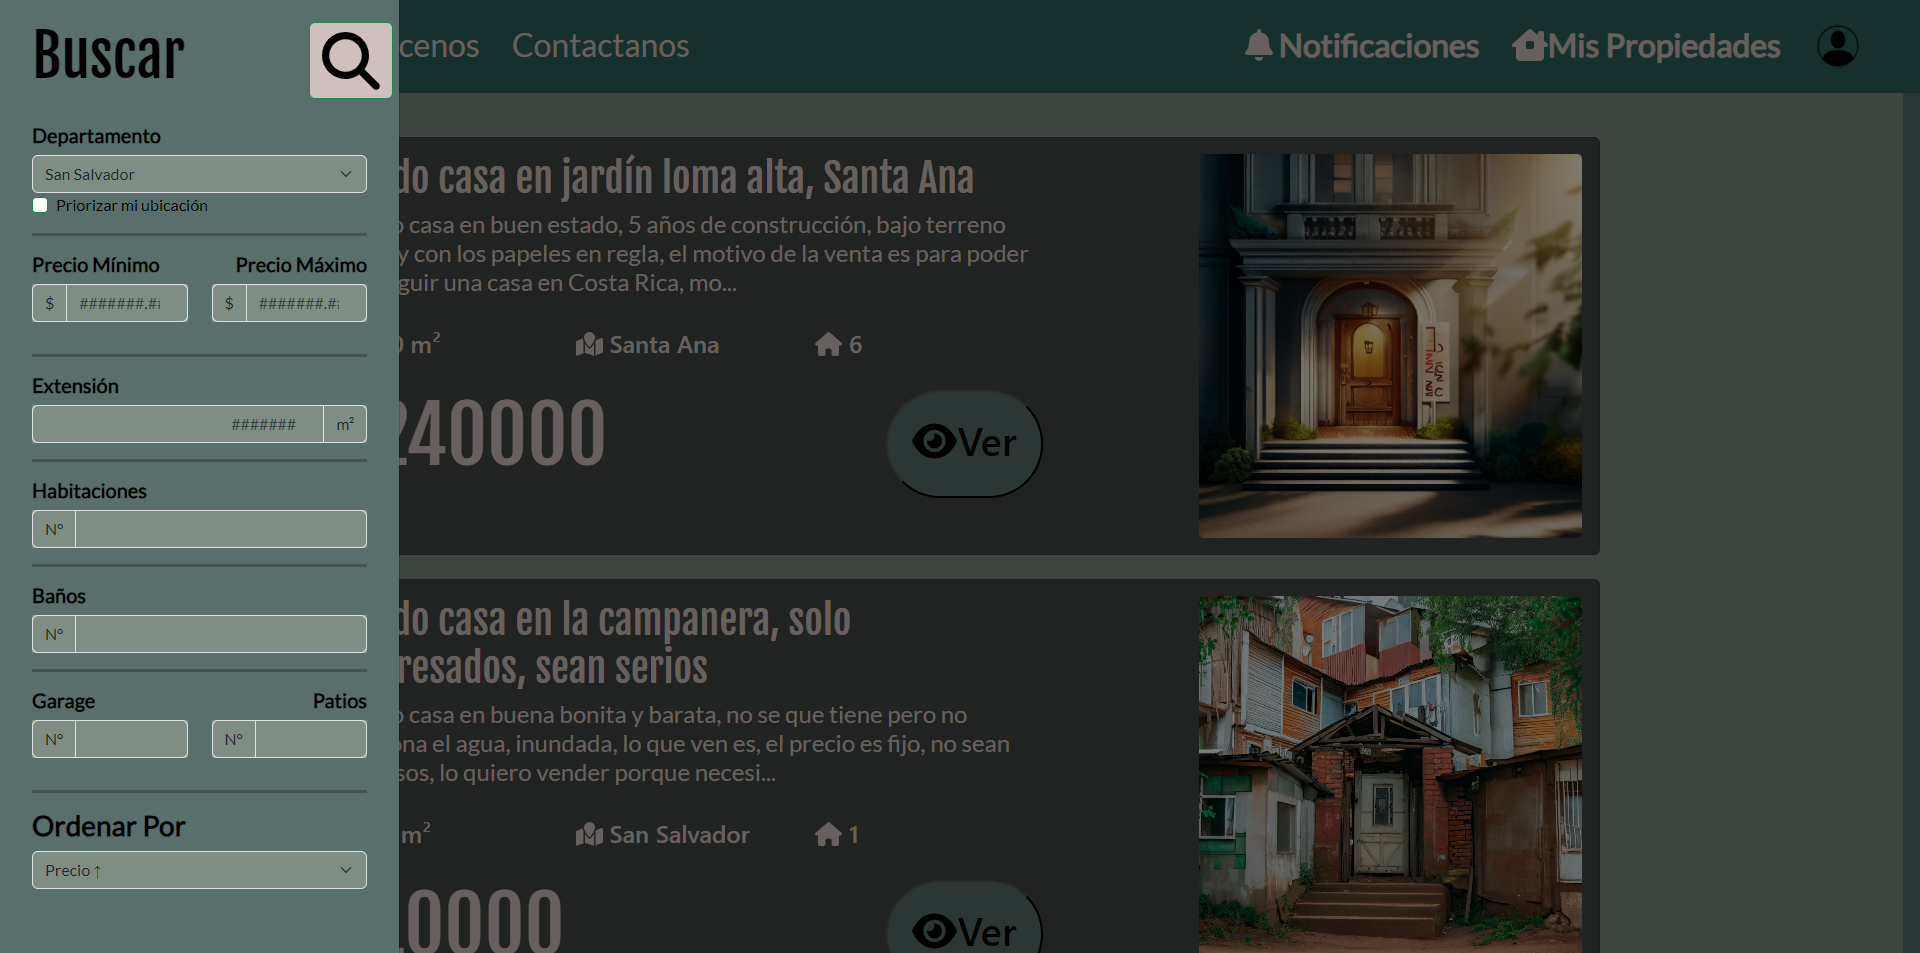 Buscar
cenos Contactanos Notificaciones Mis Propiedades
Departamento
San Salvador
Priorizar mi ubicación
Precio Mínimo Precio Máximo
$ #######.## $ #######.##
Extensión
####### m²
Habitaciones
N°
Baños
N°
Garage Patios
N° N°
Ordenar Por
Precio ↑
do casa en jardín loma alta, Santa Ana
o casa en buen estado, 5 años de construcción, bajo terreno
y con los papeles en regla, el motivo de la venta es para poder
guir una casa en Costa Rica, mo...
0 m² Santa Ana 6
240000 Ver
do casa en la campanera, solo
resados, sean serios
o casa en buena bonita y barata, no se que tiene pero no
ona el agua, inundada, lo que ven es, el precio es fijo, no sean
sos, lo quiero vender porque necesi...
m² San Salvador 1
0000 Ver